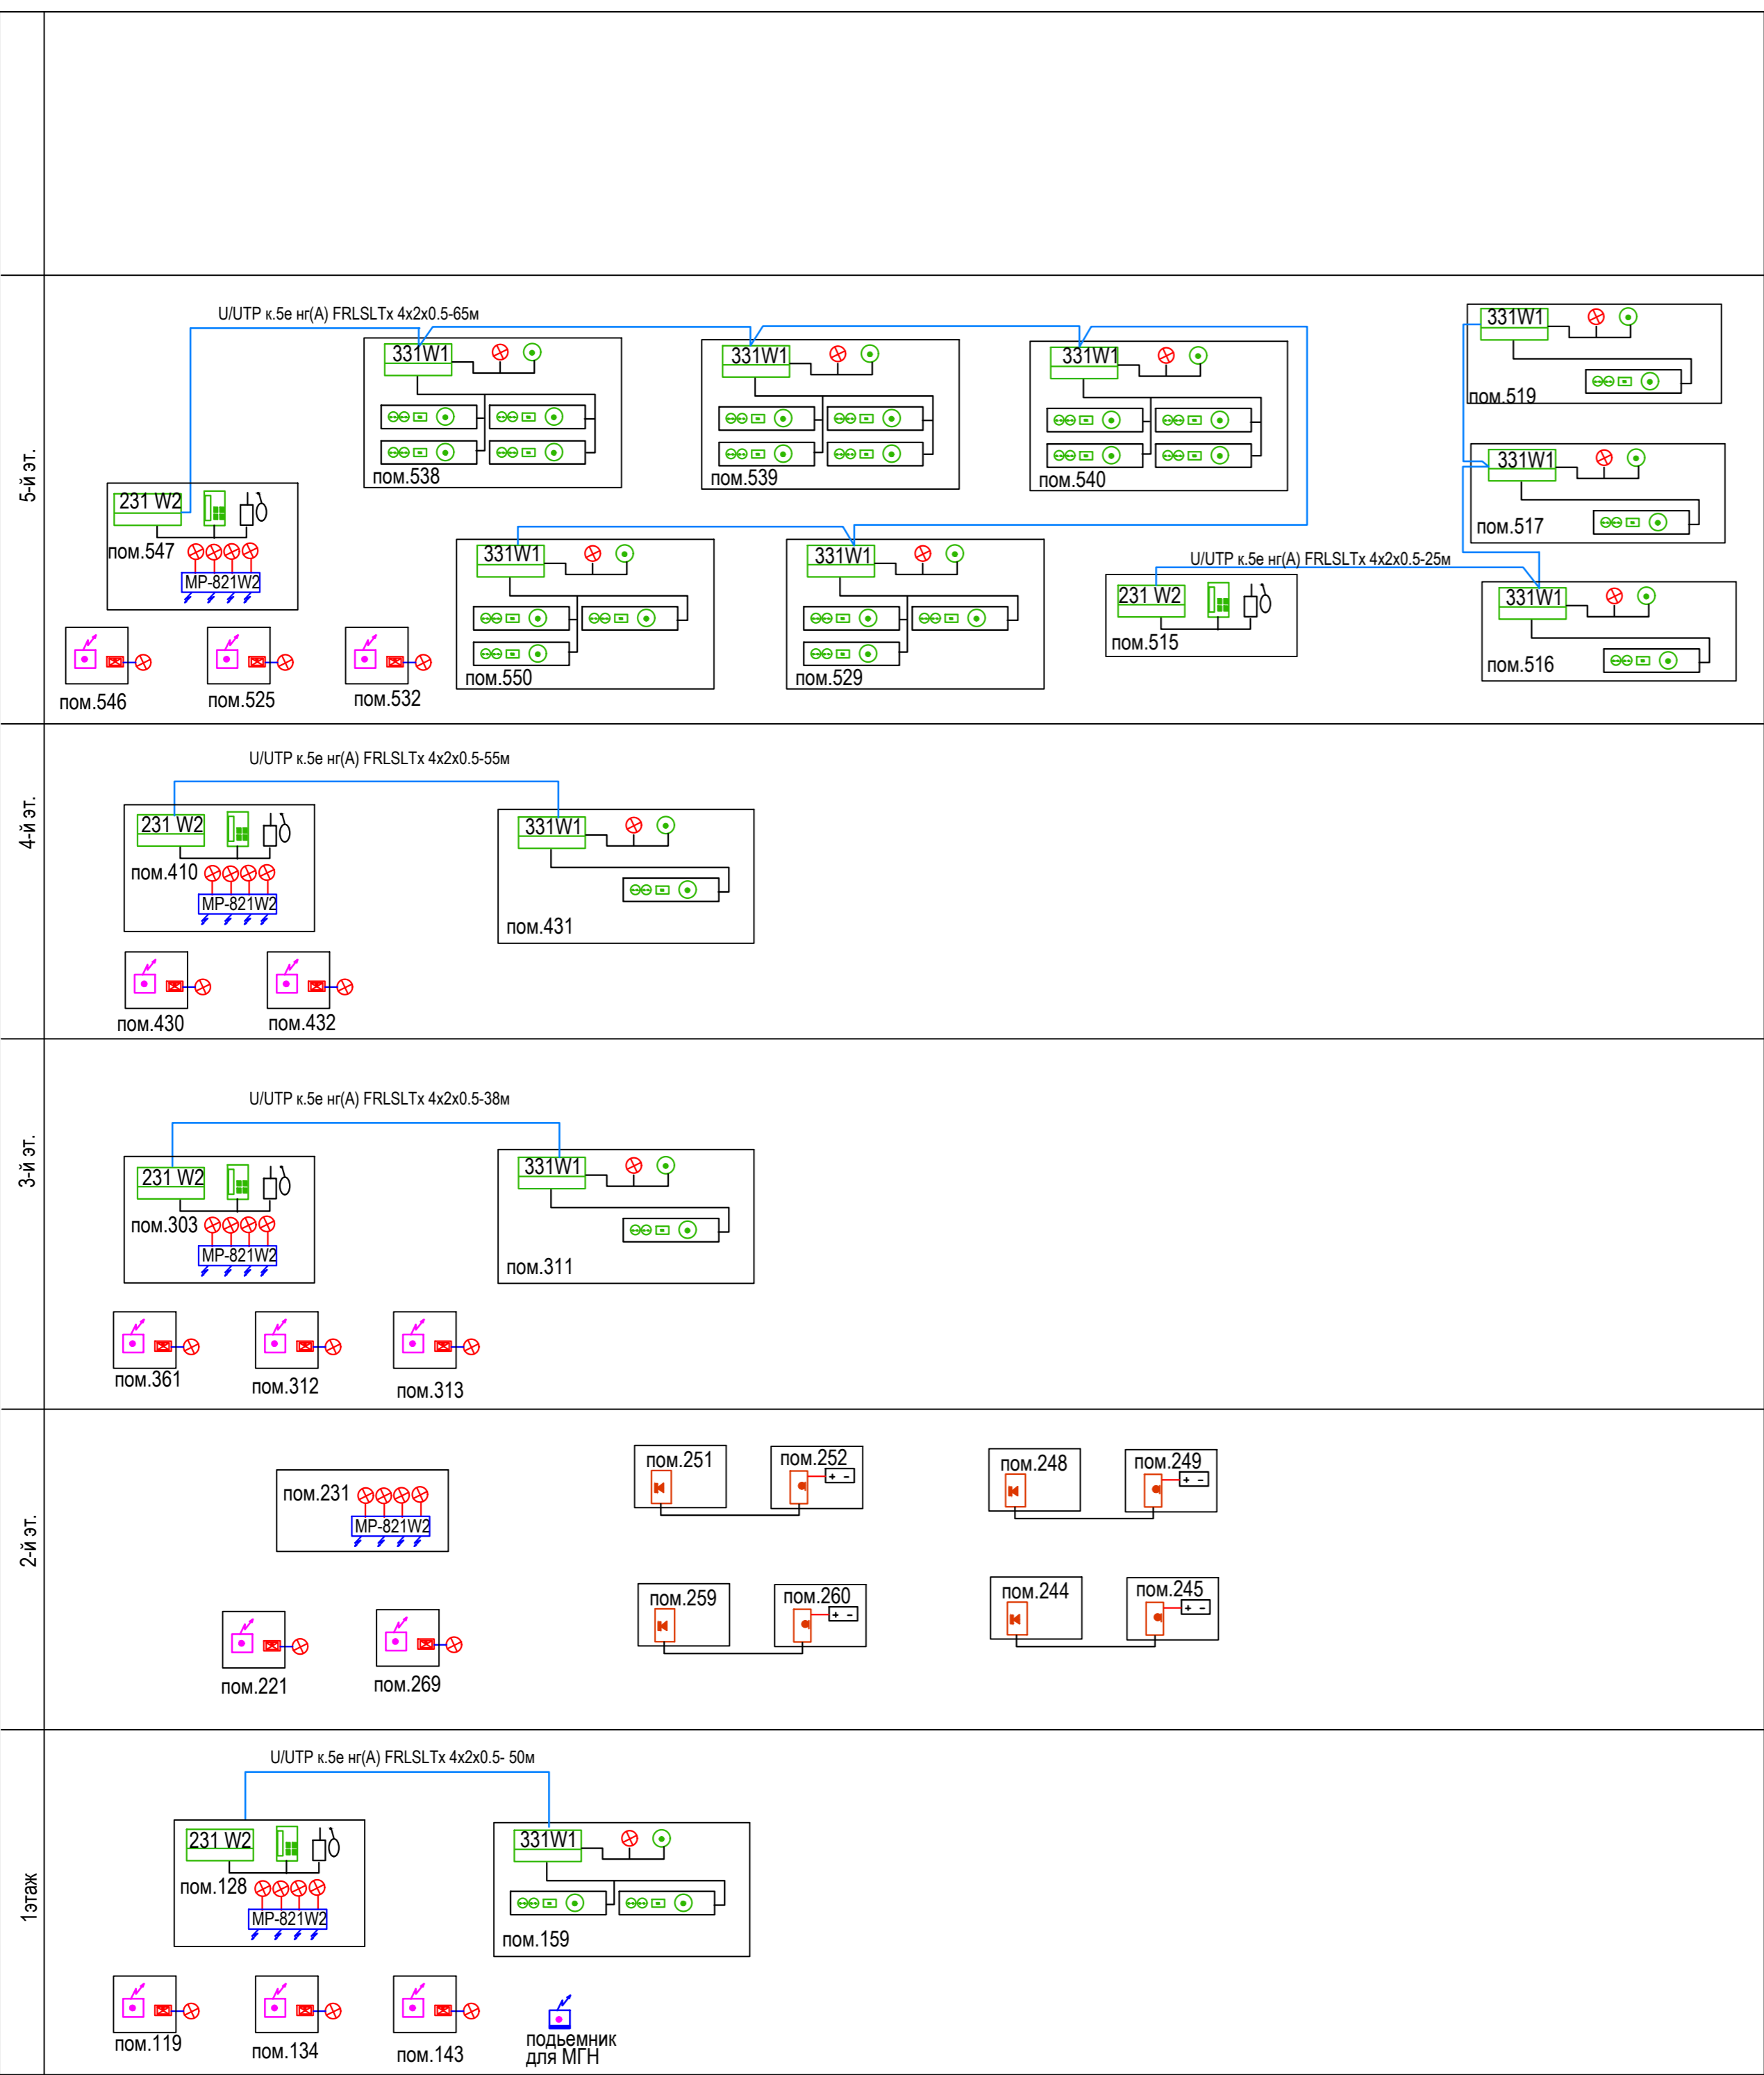 5-й эт.
U/UTP к.5е нг(А) FRLSLTx 4x2x0.5-65м
331W1
пом.538
331W1
пом.539
331W1
пом.540
331W1
пом.519
331W1
пом.517
231 W2
пом.547
MP-821W2
331W1
пом.550
331W1
пом.529
U/UTP к.5е нг(А) FRLSLTx 4x2x0.5-25м
231 W2
пом.515
331W1
пом.516
пом.546
пом.525
пом.532
4-й эт.
U/UTP к.5е нг(А) FRLSLTx 4x2x0.5-55м
231 W2
пом.410
MP-821W2
331W1
пом.431
пом.430
пом.432
3-й эт.
U/UTP к.5е нг(А) FRLSLTx 4x2x0.5-38м
231 W2
пом.303
MP-821W2
331W1
пом.311
пом.361
пом.312
пом.313
2-й эт.
пом.231
MP-821W2
пом.251
пом.252
+ -
пом.248
пом.249
+ -
пом.259
пом.260
+ -
пом.244
пом.245
+ -
пом.221
пом.269
1этаж
U/UTP к.5е нг(А) FRLSLTx 4x2x0.5- 50м
231 W2
пом.128
MP-821W2
331W1
пом.159
пом.119
пом.134
пом.143
подьемник
для МГН